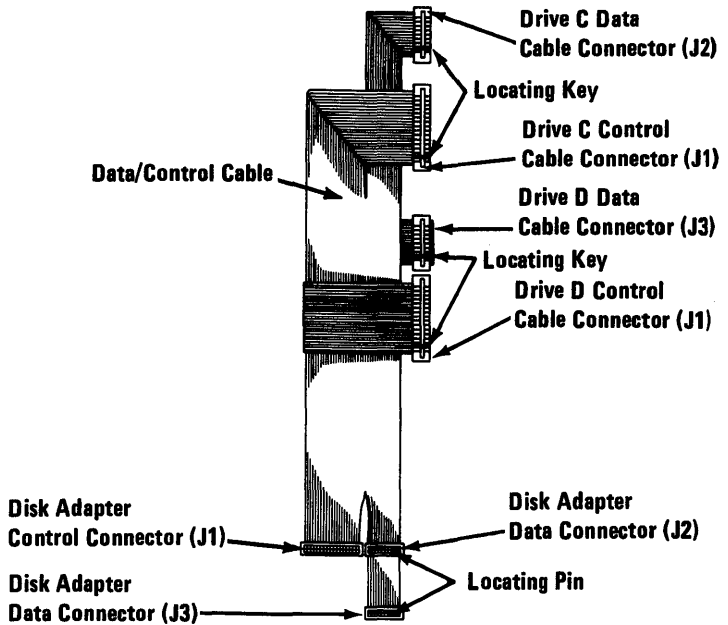 Drive C Data
Cable Connector (J2)
Locating Key
Drive C Control
Cable Connector (J1)
Data/Control Cable
Drive D Data
Cable Connector (J3)
Locating Key
Drive D Control
Cable Connector (J1)
Disk Adapter
Control Connector (J1)
Disk Adapter
Data Connector (J2)
Locating Pin
Disk Adapter
Data Connector (J3)